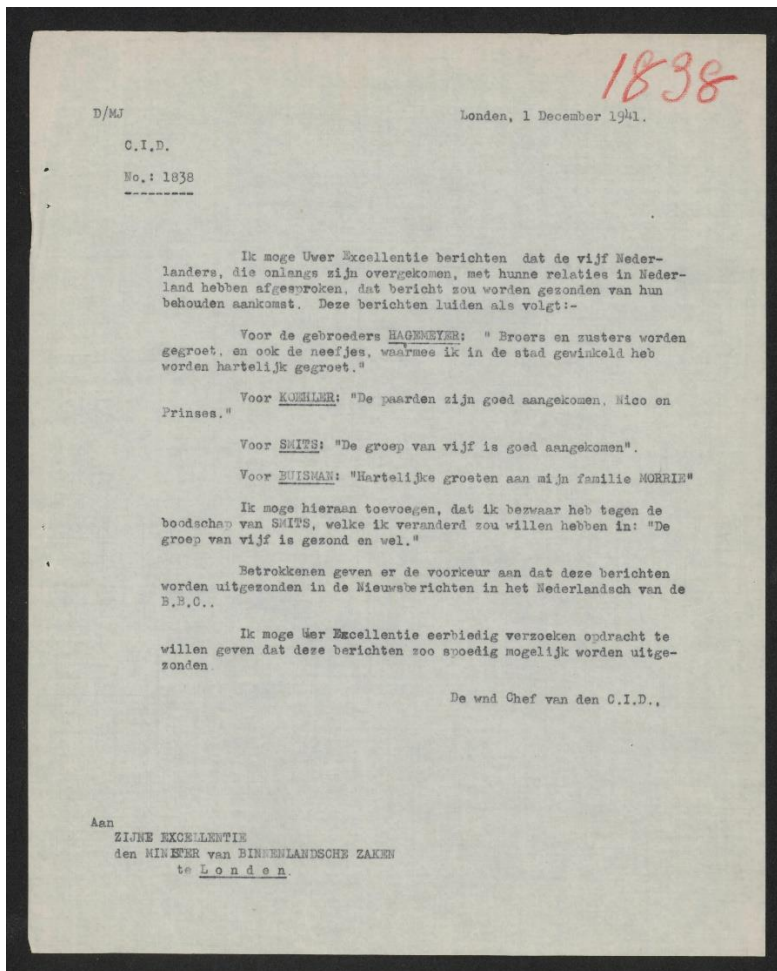 1838
D/MJ
Londen, 1 December 1941.
C.I.D.
No.: 1838
Ik moge Uwer Excellentie berichten dat de vijf Neder-
landers, die onlangs zijn overgekomen, met hunne relaties in Neder-
land hebben afgesproken, dat bericht zou worden gezonden van hun
behouden aankomst. Deze berichten luiden als volgt:-
Voor de gebroeders HAGEMEYER: " Broers en zusters worden
gegroet, en ook de neefjes, waarmee ik in de stad gewinkeld heb
worden hartelijk gegroet."
Voor KOEHLER: "De paarden zijn goed aangekomen, Nico en
Prinses."
Voor SMITS: "De groep van vijf is goed aangekomen".
Voor BUISMAN: "Hartelijke groeten aan mijn familie MORRIE"
Ik moge hieraan toevoegen, dat ik bezwaar heb tegen de
boodschap van SMITS, welke ik veranderd zou willen hebben in: "De
groep van vijf is gezond en wel."
Betrokkenen geven er de voorkeur aan dat deze berichten
worden uitgezonden in de Nieuwsberichten in het Nederlandsch van de
B.B.C..
Ik moge Uwer Excellentie eerbiedig verzoeken opdracht te
willen geven dat deze berichten zoo spoedig mogelijk worden uitge-
zonden.
De wnd Chef van den C.I.D.,
Aan
ZIJNE EXCELLENTIE
den MINISTER van BINNENLANDSCHE ZAKEN
te Londen.